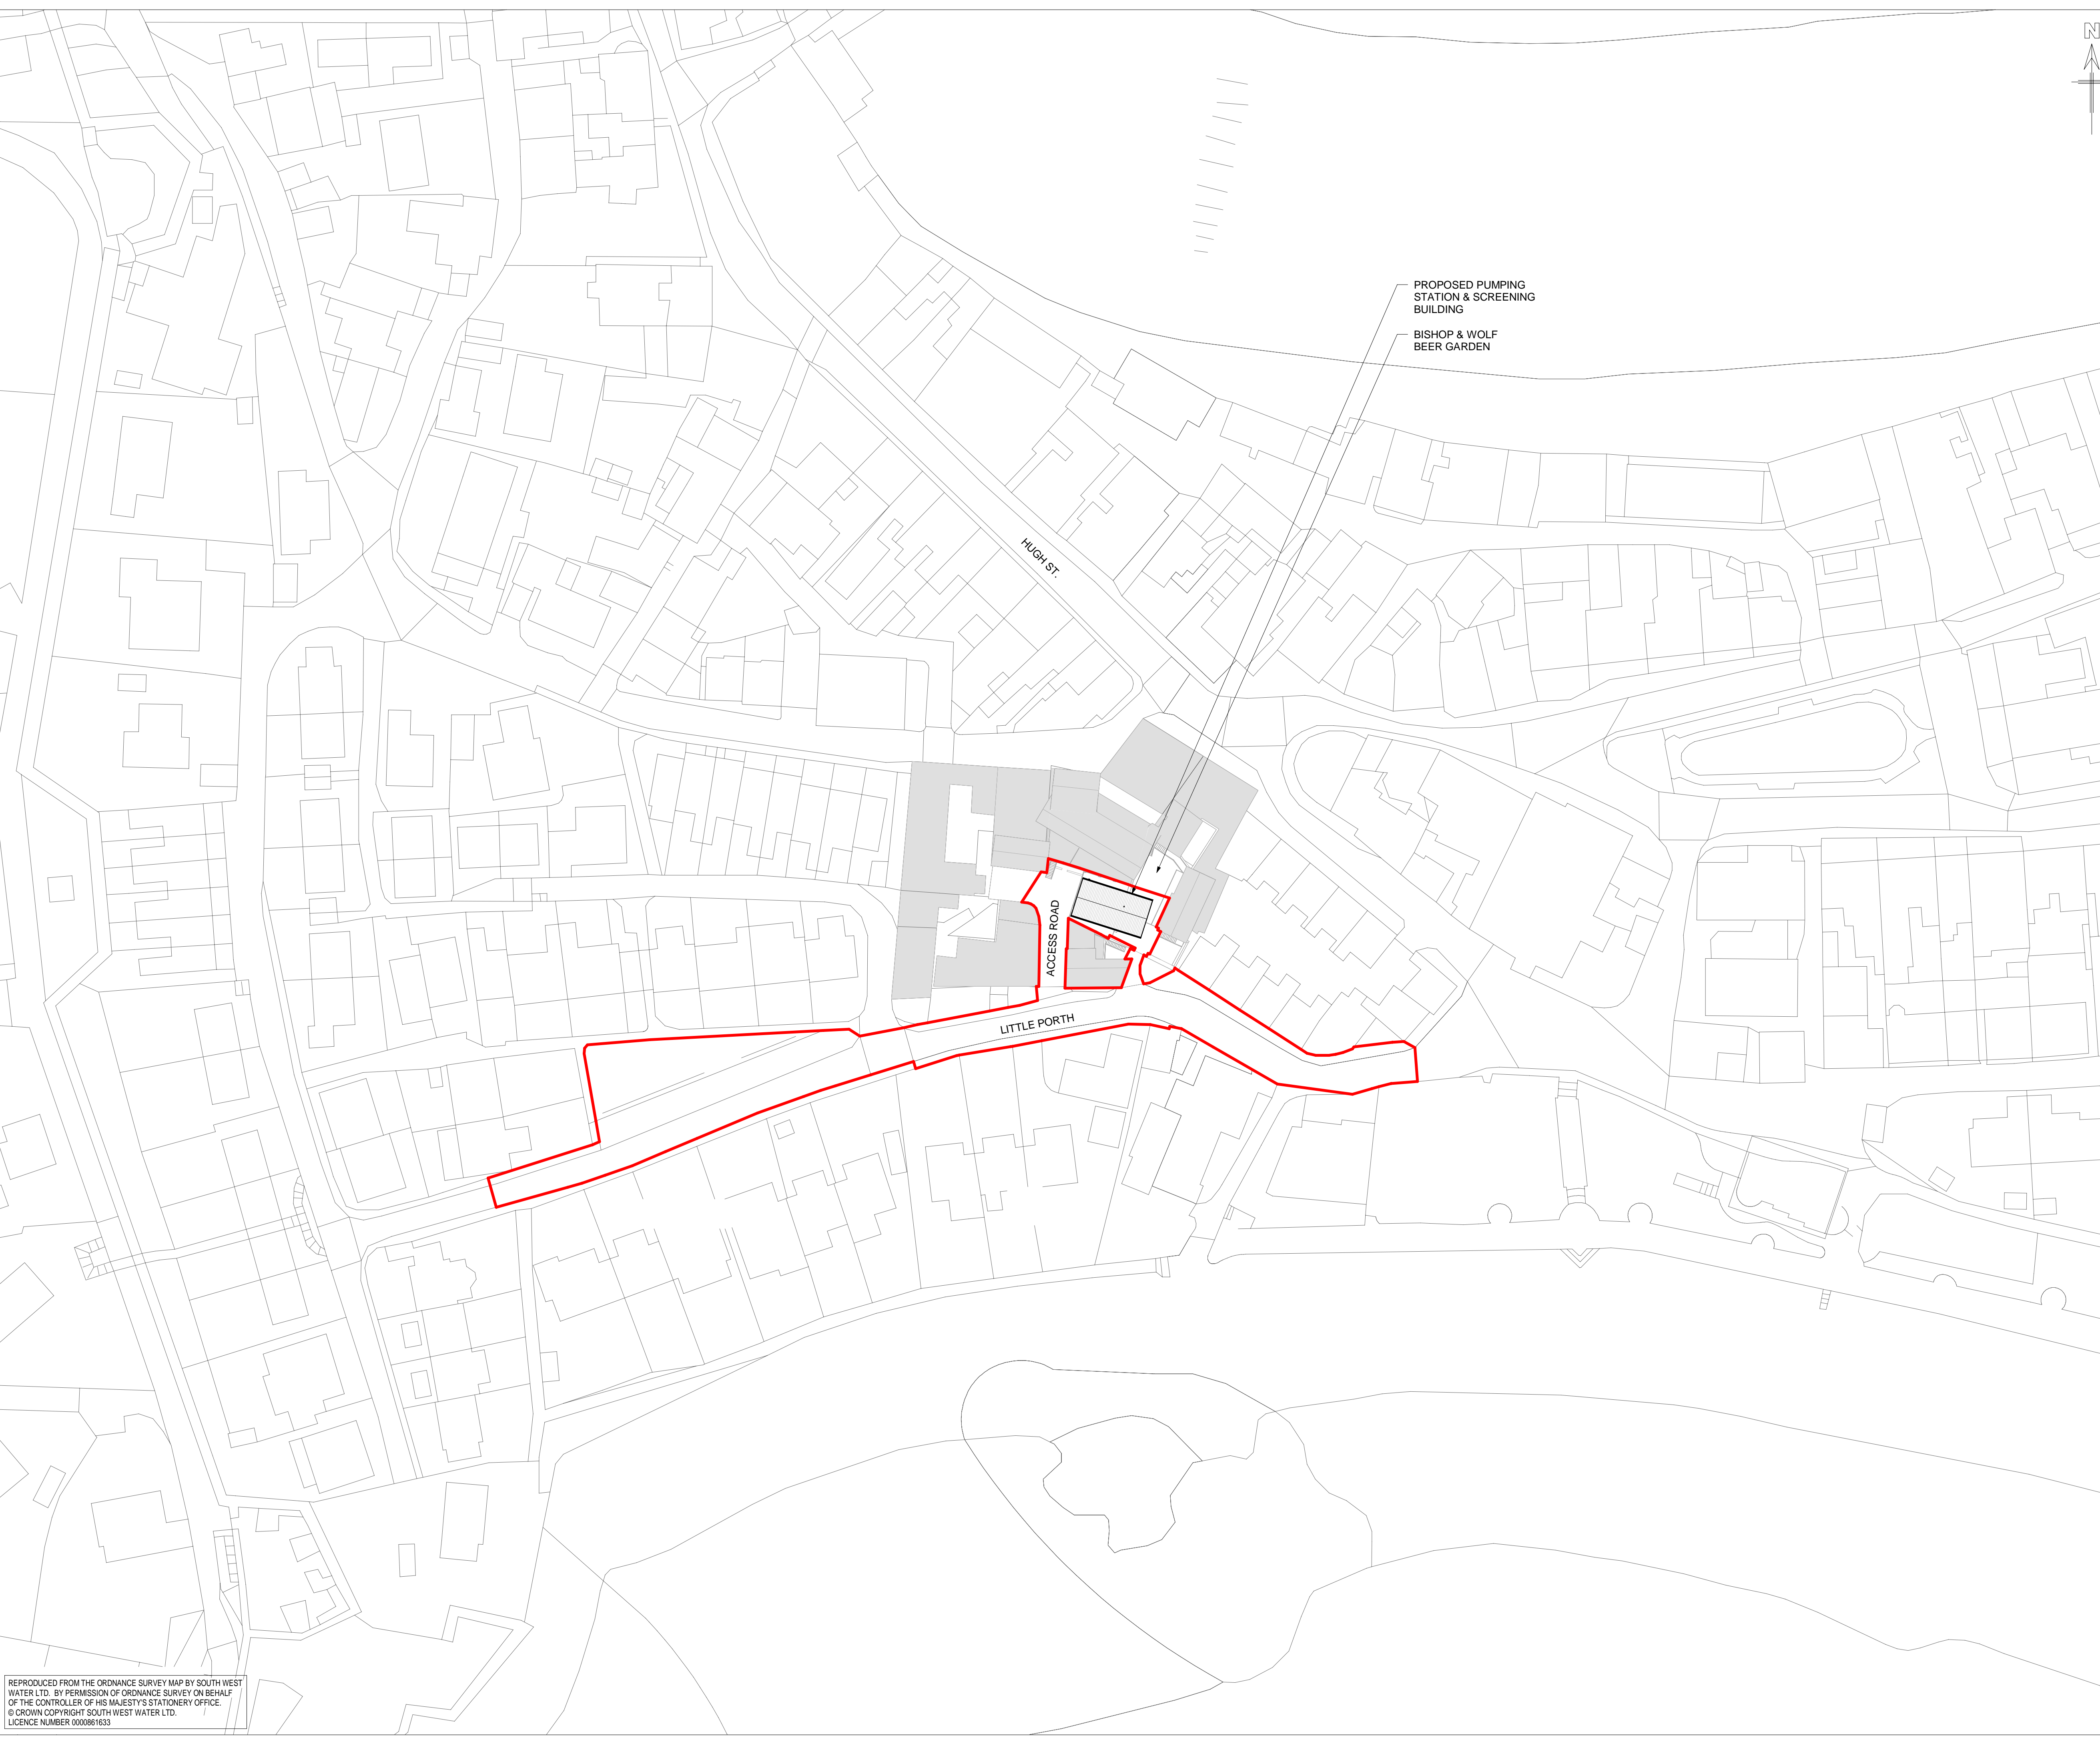 N
PROPOSED PUMPING
STATION & SCREENING
BUILDING
BISHOP & WOLF
BEER GARDEN
HUGH ST.
ACCESS ROAD
LITTLE PORTH
REPRODUCED FROM THE ORDNANCE SURVEY MAP BY SOUTH WEST
WATER LTD. BY PERMISSION OF ORDNANCE SURVEY ON BEHALF
OF THE CONTROLLER OF HIS MAJESTY'S STATIONERY OFFICE.
© CROWN COPYRIGHT SOUTH WEST WATER LTD.
LICENCE NUMBER 0000861633